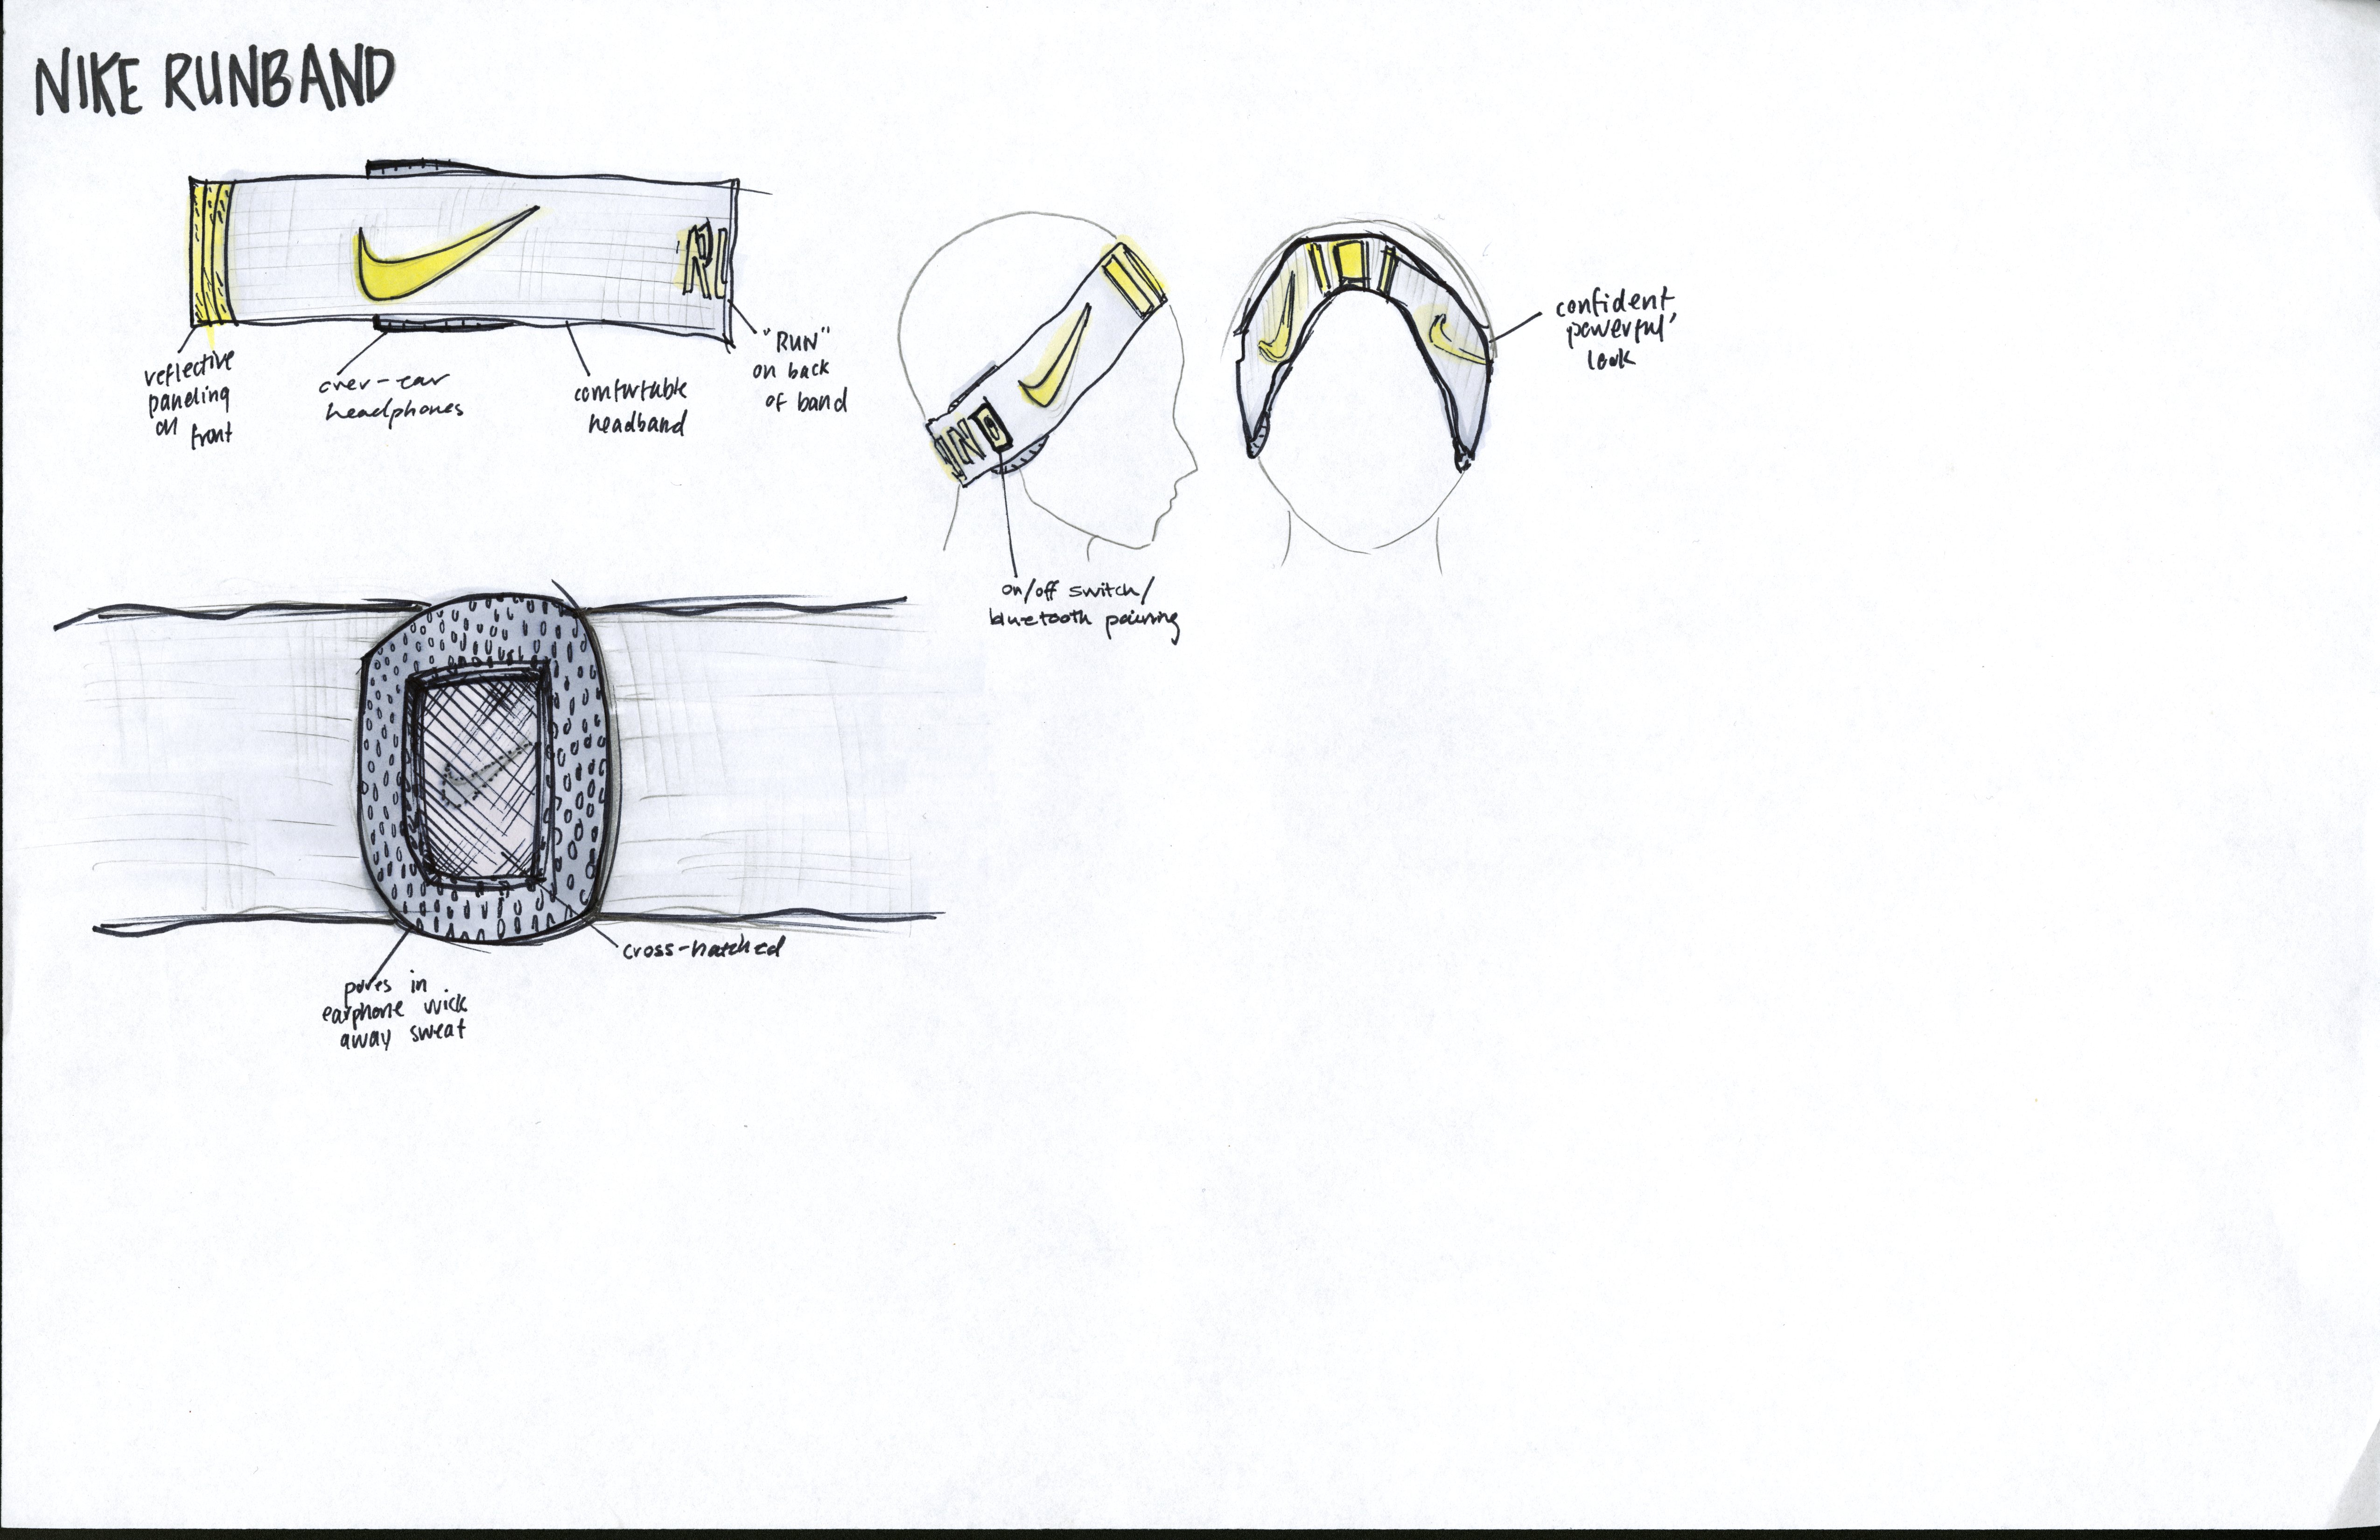 NIKE RUNBAND
RU
reflective
paneling
on
front
over-ear
headphones
comfortable
headband
"RUN"
on back
of band
IN
confident,
powerful
look
on/off switch/
bluetooth pairing
cross-hatched
pores in
earphone wick
away sweat